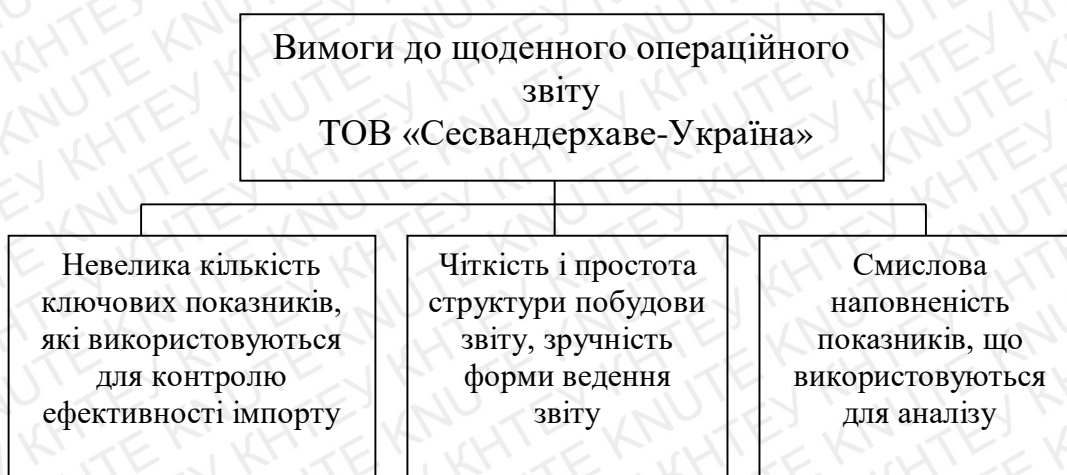 Вимоги до щоденного операційного
звіту
ТОВ «Сесвандерхаве-Україна»
Невелика кількість
ключових показників,
які використовуються
для контролю
ефективності імпорту
Чіткість і простота
структури побудови
звіту, зручність
форми ведення
звіту
Смислова
наповненість
показників, що
використовуються
для аналізу